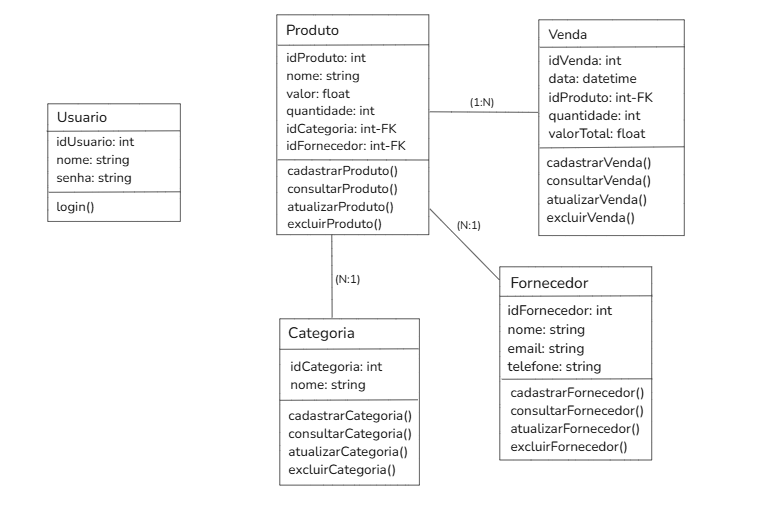 Usuario
idUsuario: int
nome: string
senha: string
login()
Produto
idProduto: int
nome: string
valor: float
quantidade: int
idCategoria: int-FK
idFornecedor: int-FK
cadastrarProduto()
consultarProduto()
atualizarProduto()
excluirProduto()
(1:N)
Venda
idVenda: int
data: datetime
idProduto: int-FK
quantidade: int
valorTotal: float
cadastrarVenda()
consultarVenda()
atualizarVenda()
excluirVenda()
(N:1)
(N:1)
Categoria
idCategoria: int
nome: string
cadastrarCategoria()
consultarCategoria()
atualizarCategoria()
excluirCategoria()
Fornecedor
idFornecedor: int
nome: string
email: string
telefone: string
cadastrarFornecedor()
consultarFornecedor()
atualizarFornecedor()
excluirFornecedor()